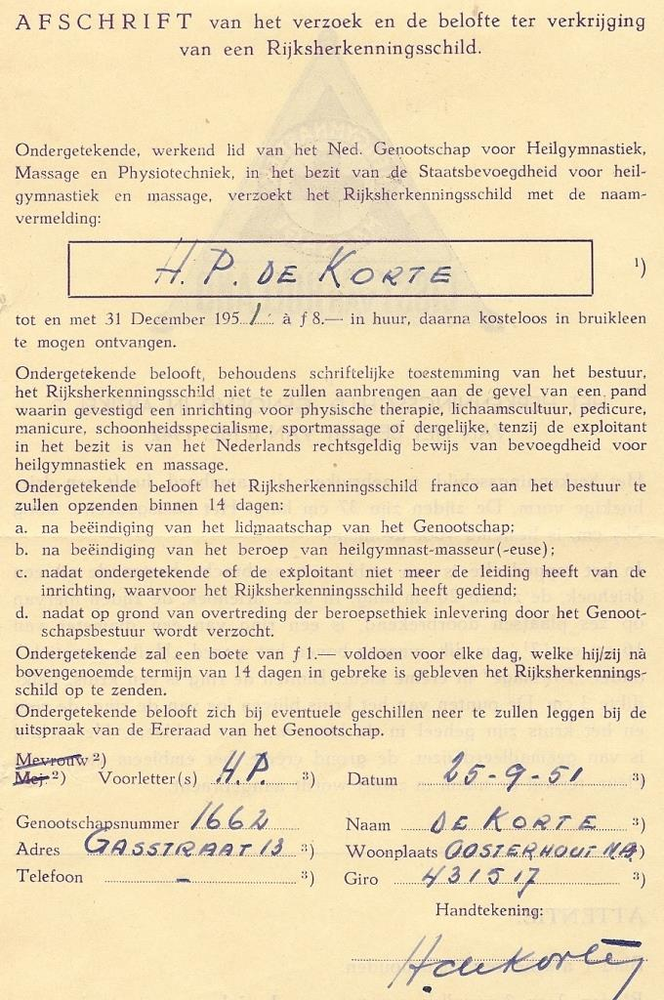 AFSCHRIFT van het verzoek en de belofte ter verkrijging
van een Rijksherkenningsschild.
Ondergetekende, werkend lid van het Ned. Genootschap voor Heilgymnastiek,
Massage en Physiotechniek, in het bezit van de Staatsbevoegdheid voor heil-
gymnastiek en massage, verzoekt het Rijksherkenningsschild met de naam-
vermelding:
H. P. DE KORTE ¹)
tot en met 31 December 1951 à ƒ 8.— in huur, daarna kosteloos in bruikleen
te mogen ontvangen.
Ondergetekende belooft, behoudens schriftelijke toestemming van het bestuur,
het Rijksherkenningsschild niet te zullen aanbrengen aan de gevel van een pand
waarin gevestigd een inrichting voor physische therapie, lichaamscultuur, pedicure,
manicure, schoonheidsspecialisme, sportmassage of dergelijke, tenzij de exploitant
in het bezit is van het Nederlands rechtsgeldig bewijs van bevoegdheid voor
heilgymnastiek en massage.
Ondergetekende belooft het Rijksherkenningsschild franco aan het bestuur te
zullen opzenden binnen 14 dagen:
a. na beëindiging van het lidmaatschap van het Genootschap;
b. na beëindiging van het beroep van heilgymnast-masseur(-euse);
c. nadat ondergetekende of de exploitant niet meer de leiding heeft van de
inrichting, waarvoor het Rijksherkenningsschild heeft gediend;
d. nadat op grond van overtreding der beroepsethiek inlevering door het Genoot-
schapsbestuur wordt verzocht.
Ondergetekende zal een boete van ƒ 1.— voldoen voor elke dag, welke hij/zij nà
bovengenoemde termijn van 14 dagen in gebreke is gebleven het Rijksherkennings-
schild op te zenden.
Ondergetekende belooft zich bij eventuele geschillen neer te zullen leggen bij de
uitspraak van de Ereraad van het Genootschap.
Mevrouw ²)
Mej. ²) Voorletter(s) H.P. ³) Datum 25-9-51 ³)
Genootschapsnummer 1662 Naam DE KORTE ³)
Adres GASSTRAAT 13 ³) Woonplaats OOSTERHOUT N.B. ³)
Telefoon - ³) Giro 431517 ³)
Handtekening:
H. de Korte